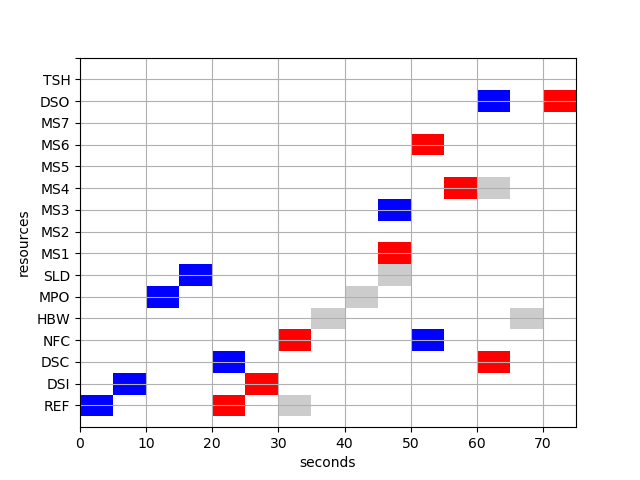 TSH
DSO
MS7
MS6
MS5
MS4
MS3
MS2
MS1
SLD
MPO
HBW
NFC
DSC
DSI
REF
resources
0 10 20 30 40 50 60 70
seconds